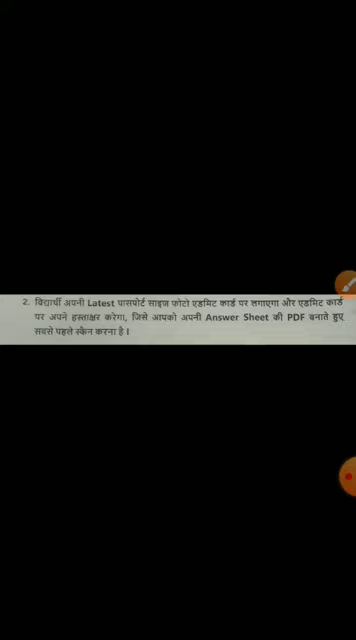 2. विद्यार्थी अपनी Latest पासपोर्ट साइज फोटो एडमिट कार्ड पर लगाएगा और एडमिट कार्ड
पर अपने हस्ताक्षर करेगा, जिसे आपको अपनी Answer Sheet की PDF बनाते हुए
सबसे पहले स्कैन करना है।